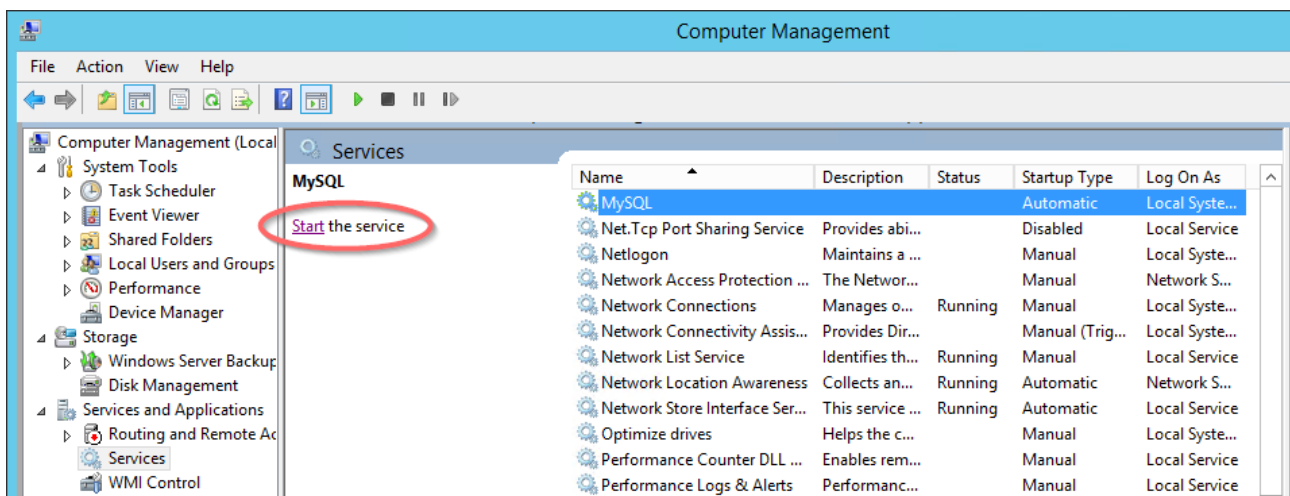 Computer Management
File Action View Help
Computer Management (Local
System Tools
Task Scheduler
Event Viewer
Shared Folders
Local Users and Groups
Performance
Device Manager
Storage
Windows Server Backup
Disk Management
Services and Applications
Routing and Remote Ac
Services
WMI Control
Services
MySQL
Start the service
Name Description Status Startup Type Log On As
MySQL Automatic Local Syste...
Net.Tcp Port Sharing Service Provides abi... Disabled Local Service
Netlogon Maintains a ... Manual Local Syste...
Network Access Protection ... The Networ... Manual Network S...
Network Connections Manages o... Running Manual Local Syste...
Network Connectivity Assis... Provides Dir... Manual (Trig... Local Syste...
Network List Service Identifies th... Running Manual Local Service
Network Location Awareness Collects an... Running Automatic Network S...
Network Store Interface Ser... This service ... Running Automatic Local Service
Optimize drives Helps the c... Manual Local Syste...
Performance Counter DLL ... Enables rem... Manual Local Service
Performance Logs & Alerts Performanc... Manual Local Service